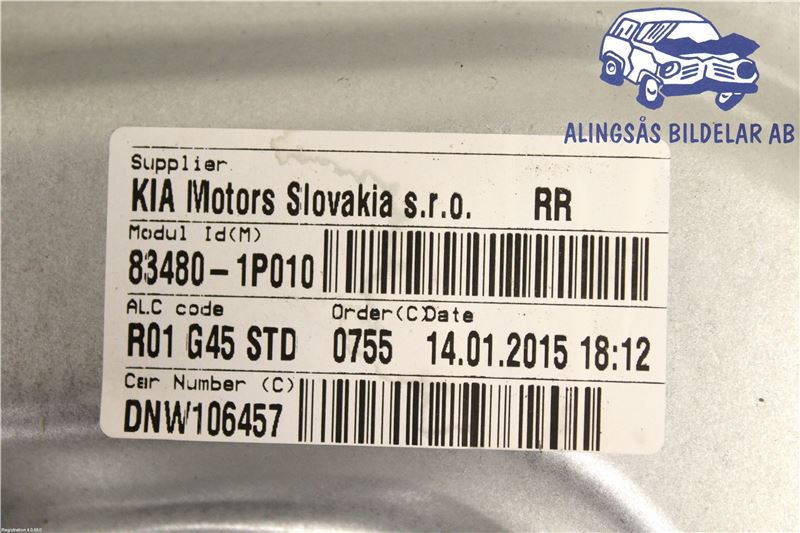 ALINGSÅS BILDELAR AB
Supplier
KIA Motors Slovakia s.r.o. RR
Modul Id(M)
83480-1P010
ALC code Order(C)Date
R01 G45 STD 0755 14.01.2015 18:12
Car Number (C)
DNW106457